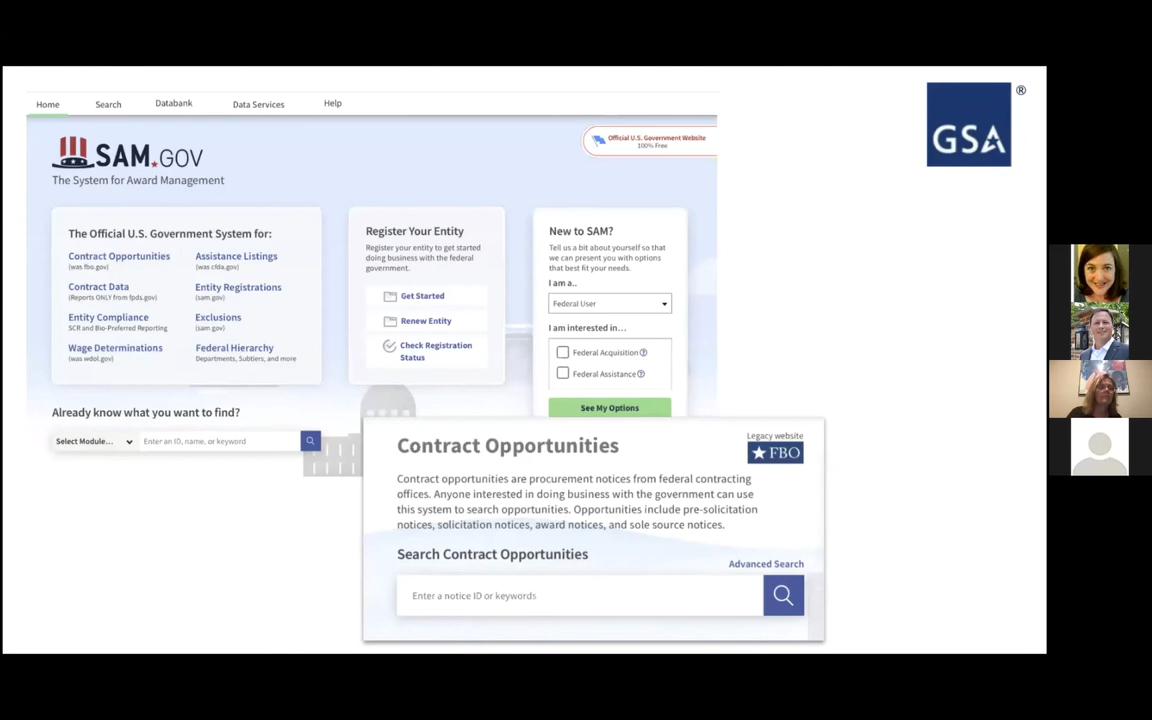 Home Search Databank Data Services Help
GSA®
Official U.S. Government Website
100% Free
SAM.GOV
The System for Award Management
The Official U.S. Government System for:
Contract Opportunities
(was fbo.gov)
Assistance Listings
(was cfda.gov)
Contract Data
(Reports ONLY from fpds.gov)
Entity Registrations
(sam.gov)
Entity Compliance
SCR and Bio-Preferred Reporting
Exclusions
(sam.gov)
Wage Determinations
(was wdol.gov)
Federal Hierarchy
Departments, Subtiers, and more
Register Your Entity
Register your entity to get started
doing business with the federal
government.
Get Started
Renew Entity
Check Registration
Status
New to SAM?
Tell us a bit about yourself so that
we can present you with options
that best fit your needs.
I am a..
Federal User
I am interested in...
Federal Acquisition
Federal Assistance
See My Options
Already know what you want to find?
Select Module... Enter an ID, name, or keyword
Contract Opportunities
Legacy website
FBO
Contract opportunities are procurement notices from federal contracting
offices. Anyone interested in doing business with the government can use
this system to search opportunities. Opportunities include pre-solicitation
notices, solicitation notices, award notices, and sole source notices.
Search Contract Opportunities
Advanced Search
Enter a notice ID or keywords